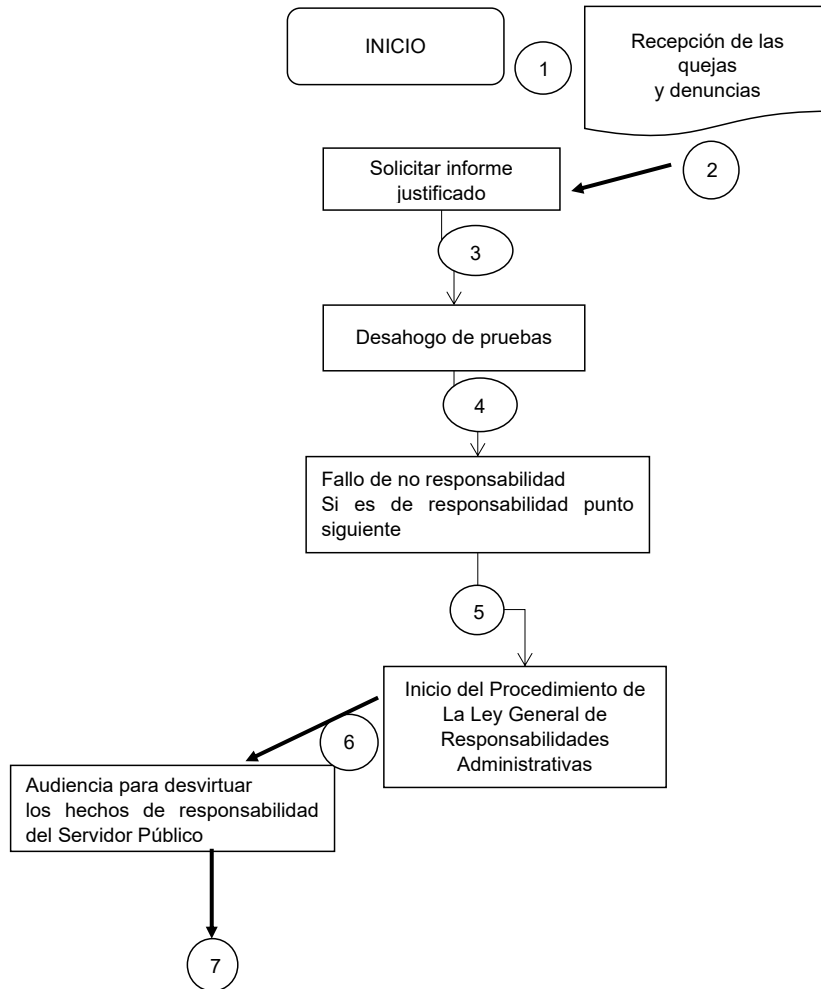 INICIO
1
Recepción de las
quejas
y denuncias
2
Solicitar informe
justificado
3
Desahogo de pruebas
4
Fallo de no responsabilidad
Si es de responsabilidad punto
siguiente
5
Inicio del Procedimiento de
La Ley General de
Responsabilidades
Administrativas
6
Audiencia para desvirtuar
los hechos de responsabilidad
del Servidor Público
7